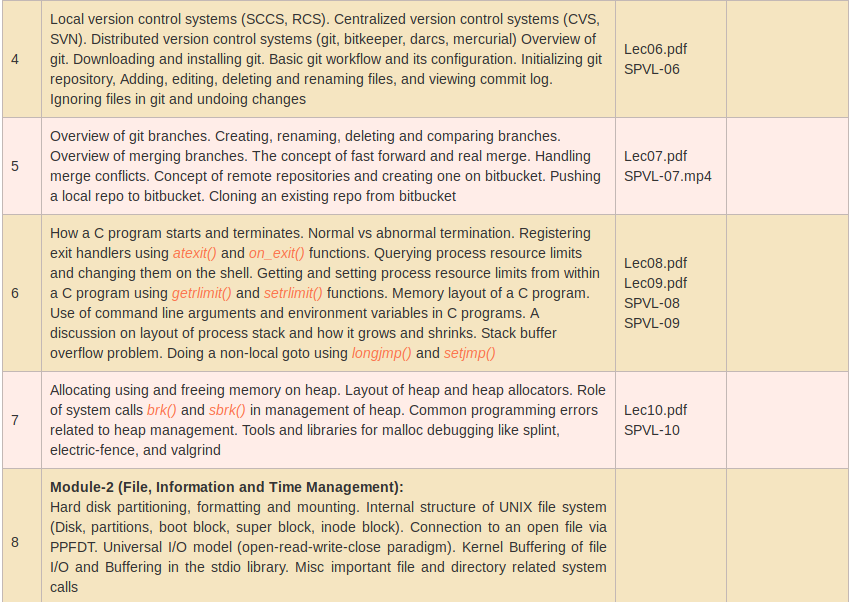 4
Local version control systems (SCCS, RCS). Centralized version control systems (CVS,
SVN). Distributed version control systems (git, bitkeeper, darcs, mercurial) Overview of
git. Downloading and installing git. Basic git workflow and its configuration. Initializing git
repository, Adding, editing, deleting and renaming files, and viewing commit log.
Ignoring files in git and undoing changes
Lec06.pdf
SPVL-06
5
Overview of git branches. Creating, renaming, deleting and comparing branches.
Overview of merging branches. The concept of fast forward and real merge. Handling
merge conflicts. Concept of remote repositories and creating one on bitbucket. Pushing
a local repo to bitbucket. Cloning an existing repo from bitbucket
Lec07.pdf
SPVL-07.mp4
6
How a C program starts and terminates. Normal vs abnormal termination. Registering
exit handlers using atexit() and on_exit() functions. Querying process resource limits
and changing them on the shell. Getting and setting process resource limits from within
a C program using getrlimit() and setrlimit() functions. Memory layout of a C program.
Use of command line arguments and environment variables in C programs. A
discussion on layout of process stack and how it grows and shrinks. Stack buffer
overflow problem. Doing a non-local goto using longjmp() and setjmp()
Lec08.pdf
Lec09.pdf
SPVL-08
SPVL-09
7
Allocating using and freeing memory on heap. Layout of heap and heap allocators. Role
of system calls brk() and sbrk() in management of heap. Common programming errors
related to heap management. Tools and libraries for malloc debugging like splint,
electric-fence, and valgrind
Lec10.pdf
SPVL-10
8
Module-2 (File, Information and Time Management):
Hard disk partitioning, formatting and mounting. Internal structure of UNIX file system
(Disk, partitions, boot block, super block, inode block). Connection to an open file via
PPFDT. Universal I/O model (open-read-write-close paradigm). Kernel Buffering of file
I/O and Buffering in the stdio library. Misc important file and directory related system
calls